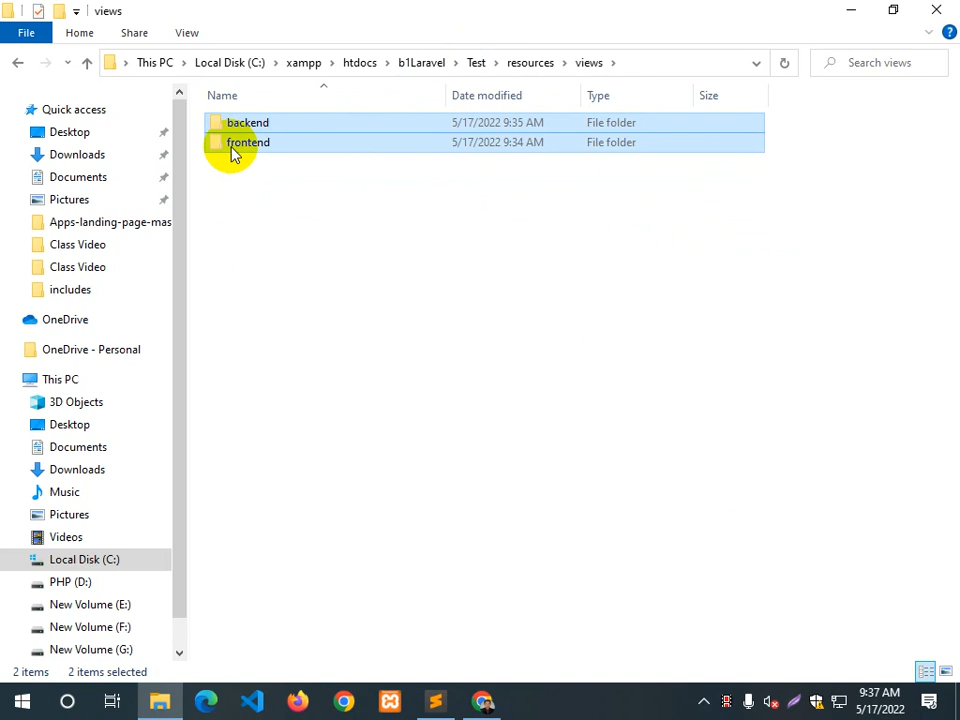 views
File Home Share View
This PC Local Disk (C:) xampp htdocs b1Laravel Test resources views Search views
Name Date modified Type Size
backend 5/17/2022 9:35 AM File folder
frontend 5/17/2022 9:34 AM File folder
Quick access
Desktop
Downloads
Documents
Pictures
Apps-landing-page-mas
Class Video
Class Video
includes
OneDrive
OneDrive - Personal
This PC
3D Objects
Desktop
Documents
Downloads
Music
Pictures
Videos
Local Disk (C:)
PHP (D:)
New Volume (E:)
New Volume (F:)
New Volume (G:)
2 items 2 items selected
9:37 AM
5/17/2022